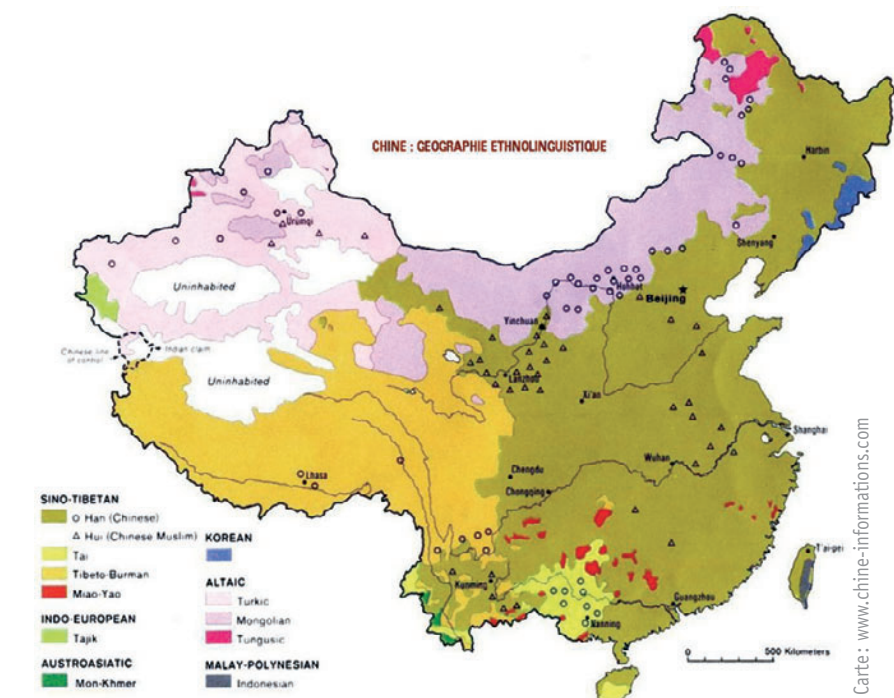 CHINE : GEOGRAPHIE ETHNOLINGUISTIQUE
Harbin
Ürümqi
Shenyang
Hohhot
Beijing
Uninhabited
Yinchuan
Chinese line
of control
Indian claim
Uninhabited
Lanzhou
Xi'an
Shanghai
Lhasa
Chengdu
Wuhan
Chongqing
T'ai-pei
Kunming
Guangzhou
Nanning
0 500 Kilometers
SINO-TIBETAN
Han (Chinese)
Hui (Chinese Muslim)
Tai
Tibeto-Burman
Miao-Yao
INDO-EUROPEAN
Tajik
AUSTROASIATIC
Mon-Khmer
KOREAN
ALTAIC
Turkic
Mongolian
Tungusic
MALAY-POLYNESIAN
Indonesian
Carte: www.chine-informations.com